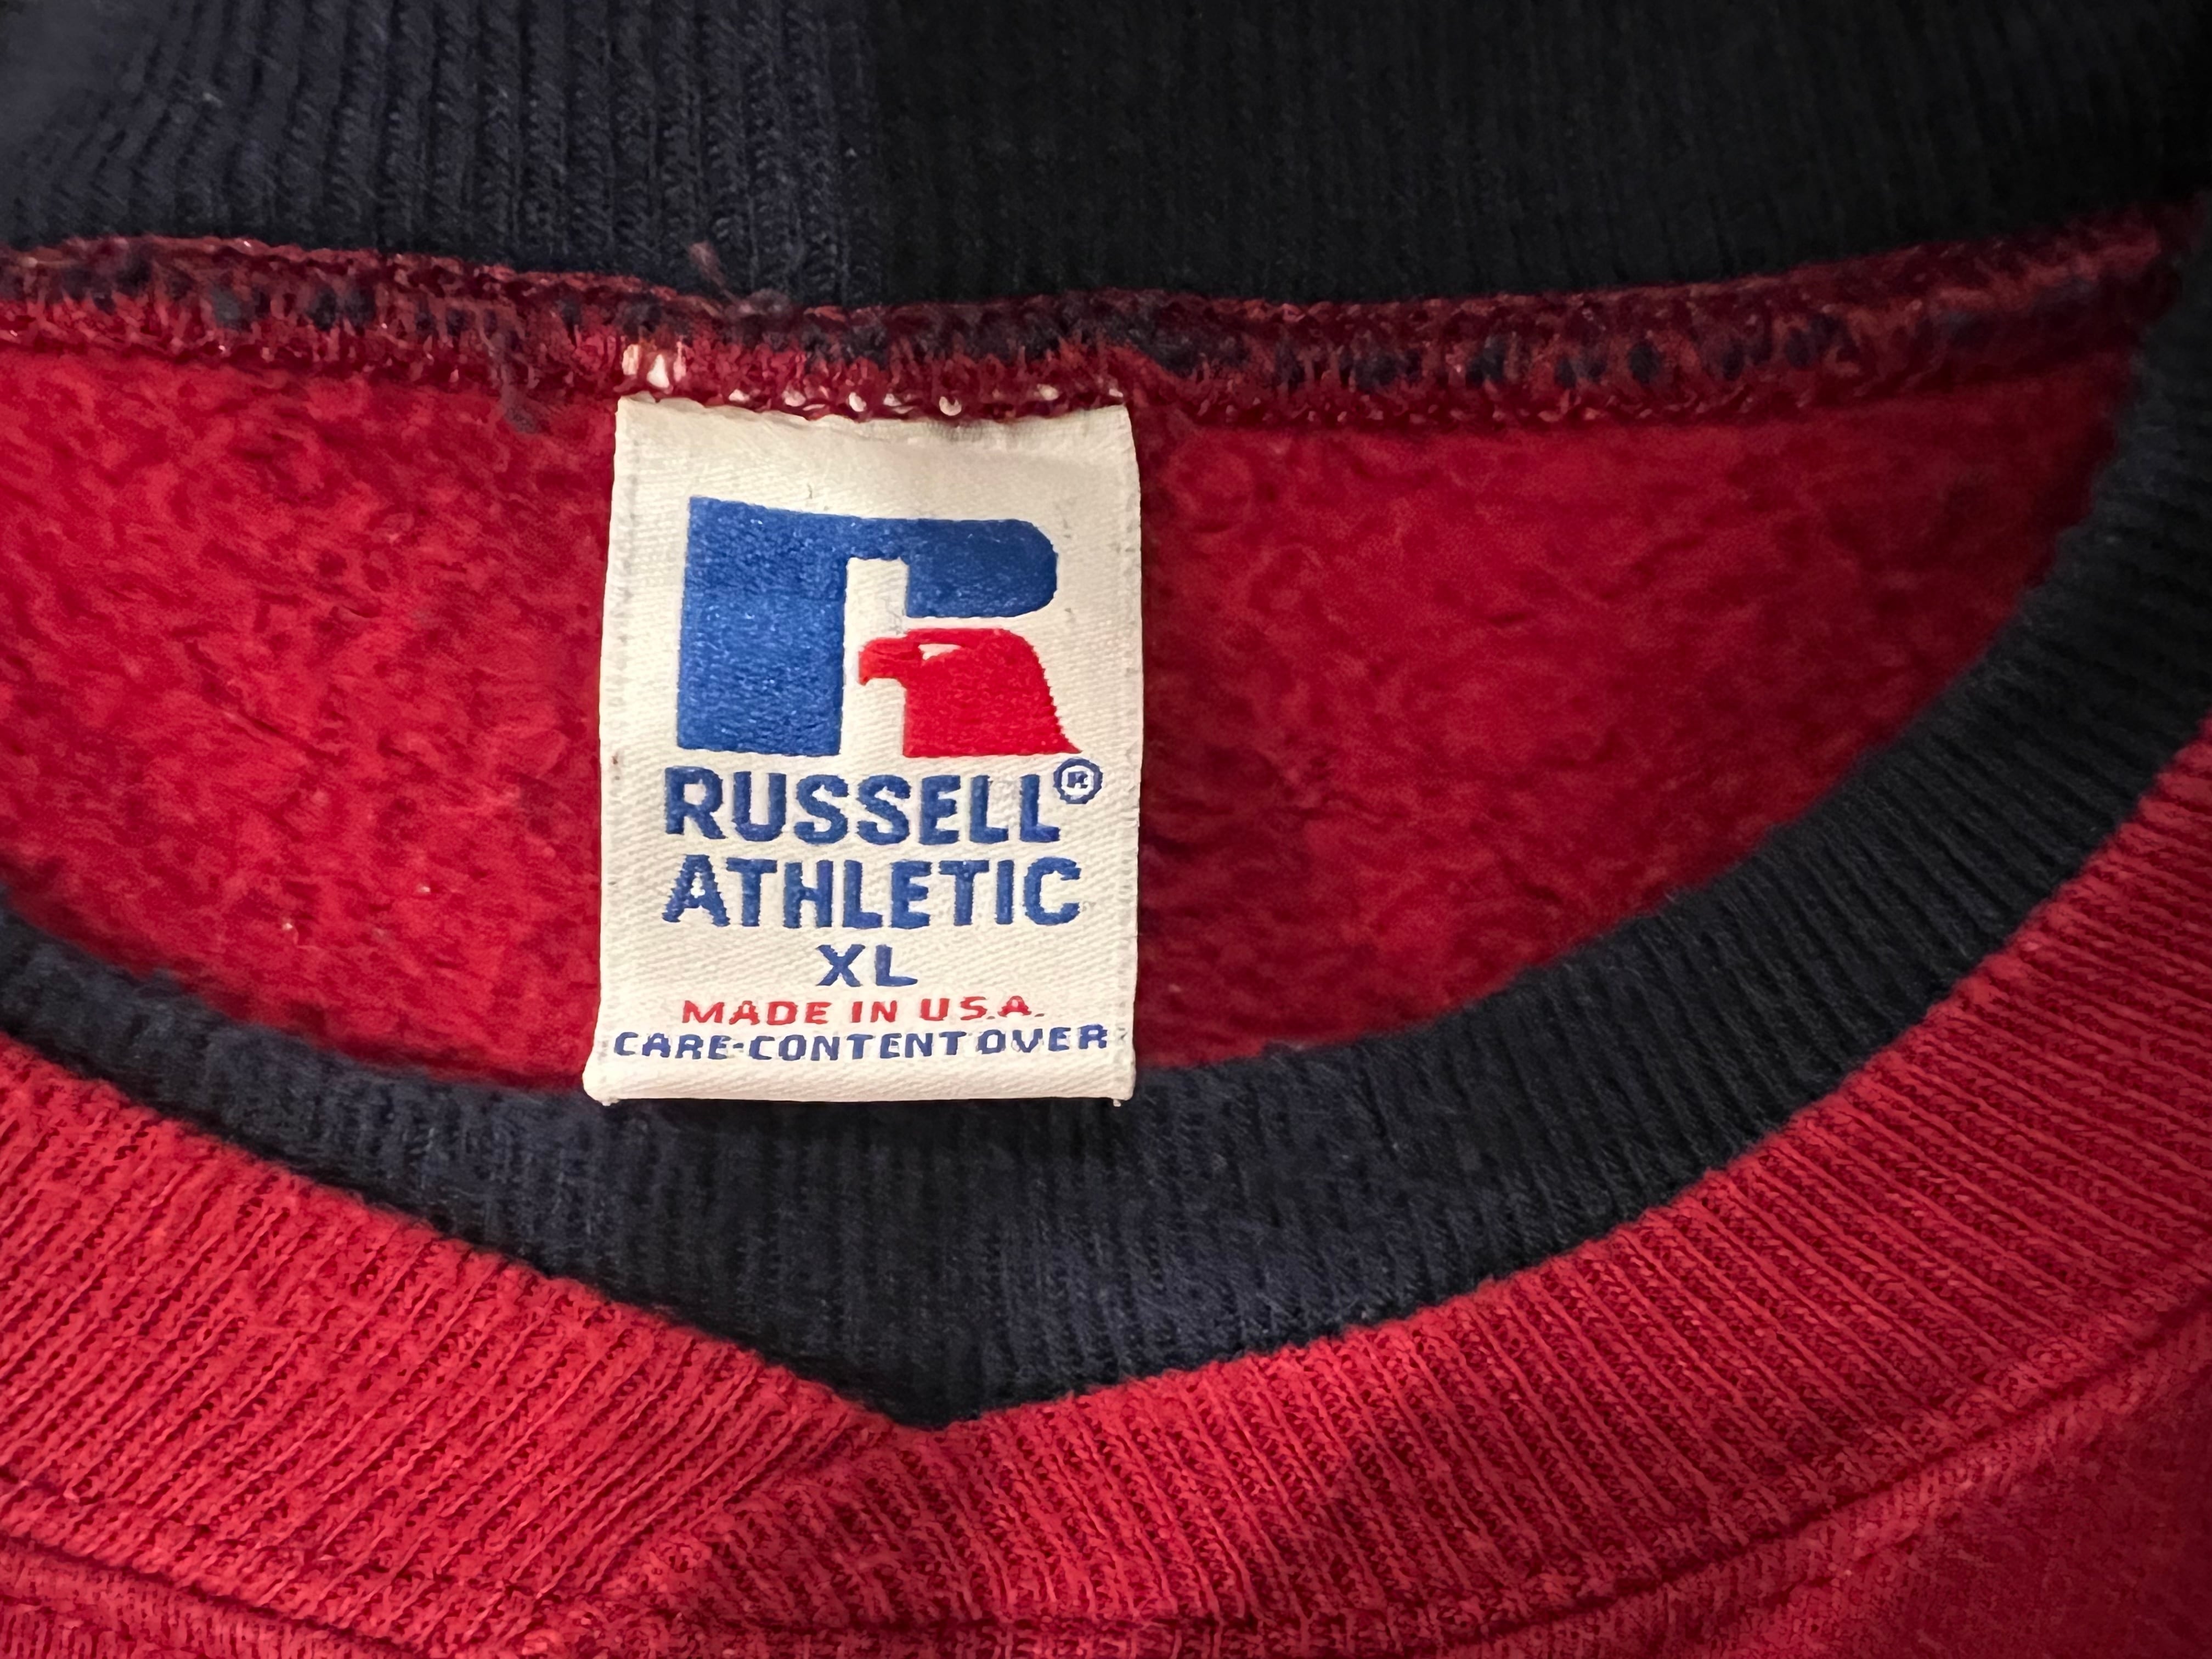 RUSSELL®
ATHLETIC
XL
MADE IN U.S.A.
CARE-CONTENT OVER